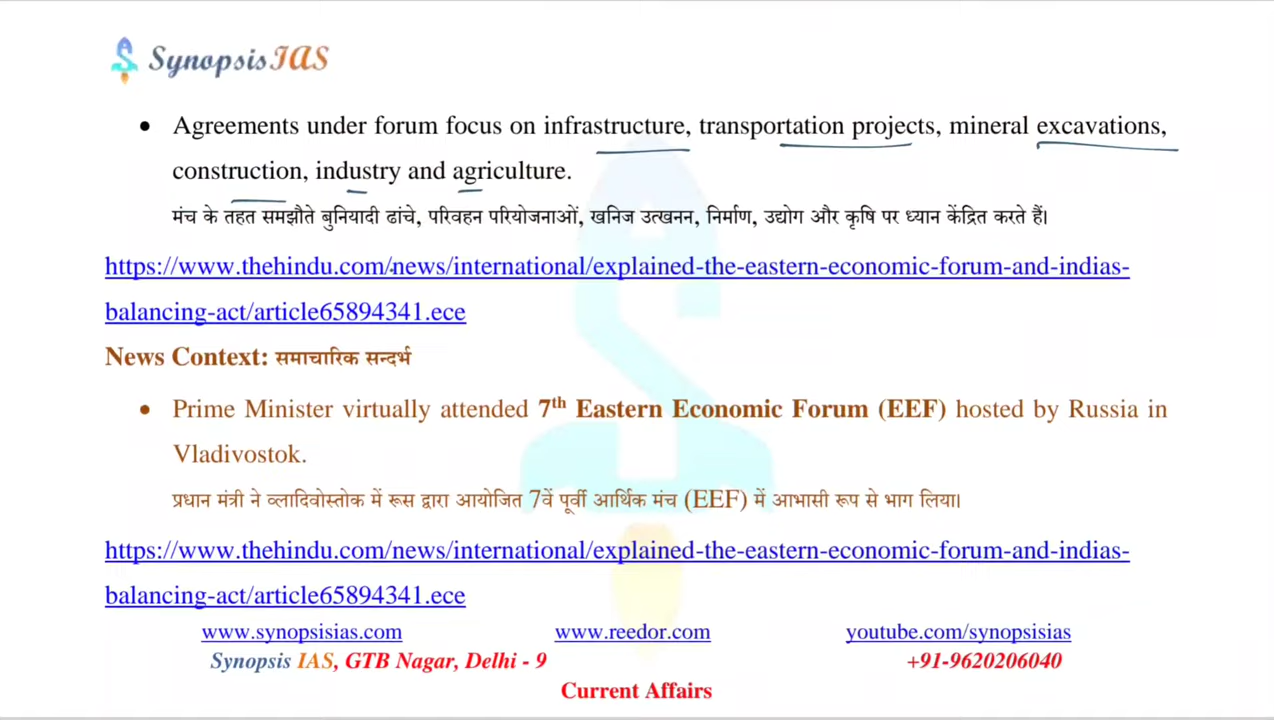 Synopsis IAS
• Agreements under forum focus on infrastructure, transportation projects, mineral excavations,
construction, industry and agriculture.
मंच के तहत समझौते बुनियादी ढांचे, परिवहन परियोजनाओं, खनिज उत्खनन, निर्माण, उद्योग और कृषि पर ध्यान केंद्रित करते हैं।
https://www.thehindu.com/news/international/explained-the-eastern-economic-forum-and-indias-
balancing-act/article65894341.ece
News Context: समाचारिक सन्दर्भ
• Prime Minister virtually attended 7th Eastern Economic Forum (EEF) hosted by Russia in
Vladivostok.
प्रधान मंत्री ने व्लादिवोस्तोक में रूस द्वारा आयोजित 7वें पूर्वी आर्थिक मंच (EEF) में आभासी रूप से भाग लिया।
https://www.thehindu.com/news/international/explained-the-eastern-economic-forum-and-indias-
balancing-act/article65894341.ece
www.synopsisias.com www.reedor.com youtube.com/synopsisias
Synopsis IAS, GTB Nagar, Delhi - 9 +91-9620206040
Current Affairs